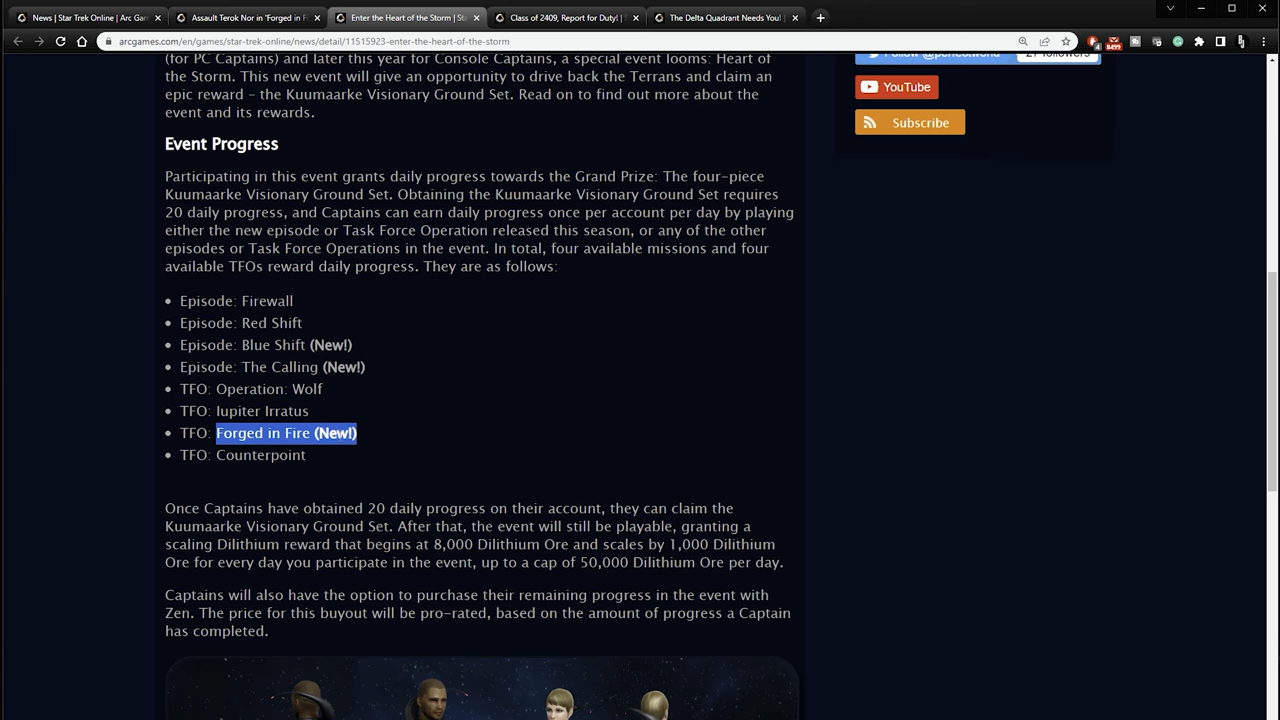 News | Star Trek Online | Arc Gam
Assault Terok Nor in 'Forged in F
Enter the Heart of the Storm | Sta
Class of 2409, Report for Duty! |
The Delta Quadrant Needs You! |
arcgames.com/en/games/star-trek-online/news/detail/11515923-enter-the-heart-of-the-storm
8499
(for PC Captains) and later year for Console Captains, a special event looms: Heart of
the Storm. This new event will give an opportunity to drive back the Terrans and claim an
epic reward – the Kuumaarke Visionary Ground Set. Read on to find out more about the
event and its rewards.
Follow @perfectworld
YouTube
Subscribe
Event Progress
Participating in this event grants daily progress towards the Grand Prize: The four-piece
Kuumaarke Visionary Ground Set. Obtaining the Kuumaarke Visionary Ground Set requires
20 daily progress, and Captains can earn daily progress once per account per day by playing
either the new episode or Task Force Operation released this season, or any of the other
episodes or Task Force Operations in the event. In total, four available missions and four
available TFOs reward daily progress. They are as follows:
• Episode: Firewall
• Episode: Red Shift
• Episode: Blue Shift (New!)
• Episode: The Calling (New!)
• TFO: Operation: Wolf
• TFO: Iupiter Irratus
• TFO: Forged in Fire (New!)
• TFO: Counterpoint
Once Captains have obtained 20 daily progress on their account, they can claim the
Kuumaarke Visionary Ground Set. After that, the event will still be playable, granting a
scaling Dilithium reward that begins at 8,000 Dilithium Ore and scales by 1,000 Dilithium
Ore for every day you participate in the event, up to a cap of 50,000 Dilithium Ore per day.
Captains will also have the option to purchase their remaining progress in the event with
Zen. The price for this buyout will be pro-rated, based on the amount of progress a Captain
has completed.